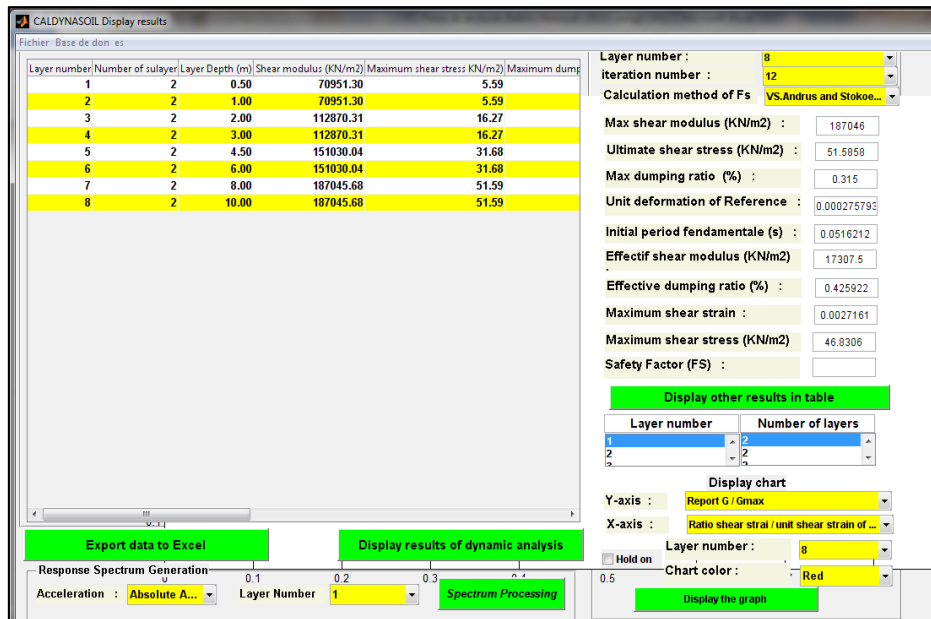 CALDYNASOIL Display results
Fichier Base de don es
Layer number Number of sulayer Layer Depth (m) Shear modulus (KN/m2) Maximum shear stress KN/m2) Maximum dump
1 2 0.50 70951.30 5.59
2 2 1.00 70951.30 5.59
3 2 2.00 112870.31 16.27
4 2 3.00 112870.31 16.27
5 2 4.50 151030.04 31.68
6 2 6.00 151030.04 31.68
7 2 8.00 187045.68 51.59
8 2 10.00 187045.68 51.59
Layer number : 8
iteration number : 12
Calculation method of Fs VS.Andrus and Stokoe...
Max shear modulus (KN/m2) : 187046
Ultimate shear stress (KN/m2) : 51.5858
Max dumping ratio (%) : 0.315
Unit deformation of Reference : 0.000275793
Initial period fendamentale (s) : 0.0516212
Effectif shear modulus (KN/m2) : 17307.5
Effective dumping ratio (%) : 0.425922
Maximum shear strain : 0.0027161
Maximum shear stress (KN/m2) 46.8306
Safety Factor (FS) :
Display other results in table
Layer number Number of layers
1 2
2 2
Display chart
Y-axis : Report G / Gmax
X-axis : Ratio shear strai / unit shear strain of ...
Hold on
Layer number : 8
Chart color : Red
Display the graph
Export data to Excel
Display results of dynamic analysis
Response Spectrum Generation
0 0.1 0.2 0.3 0.4 0.5
Acceleration : Absolute A... Layer Number 1 Spectrum Processing